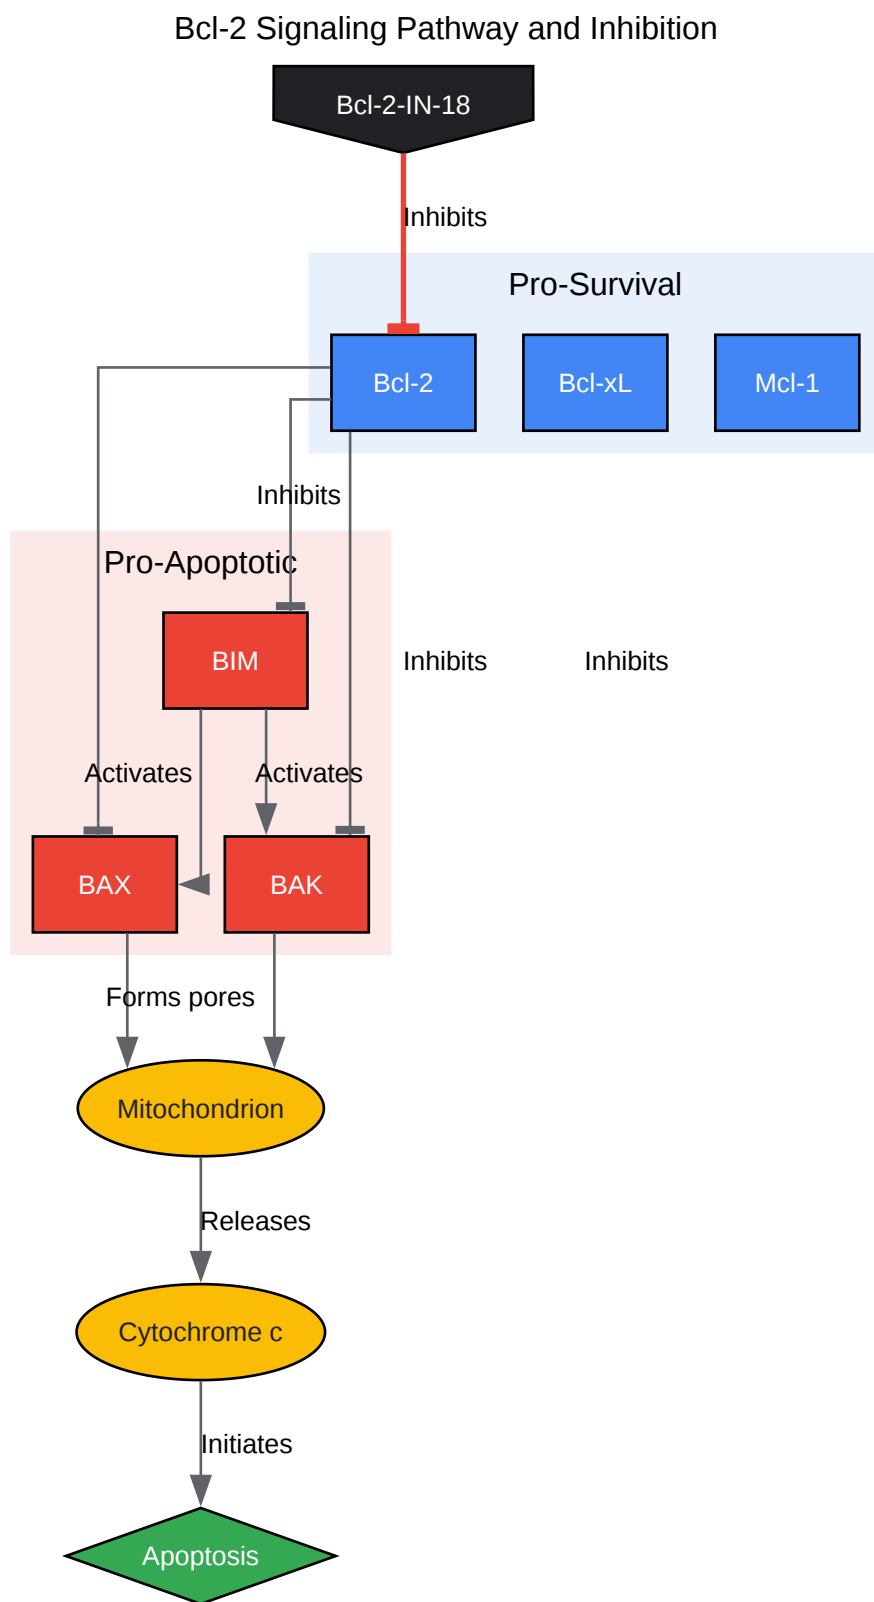 Bcl-2 Signaling Pathway and Inhibition
Bcl-2-IN-18
Inhibits
Pro-Survival
Bcl-2
Bcl-xL
Mcl-1
Inhibits
Pro-Apoptotic
BIM
Inhibits
Inhibits
Activates
Activates
BAX
BAK
Forms pores
Mitochondrion
Releases
Cytochrome c
Initiates
Apoptosis